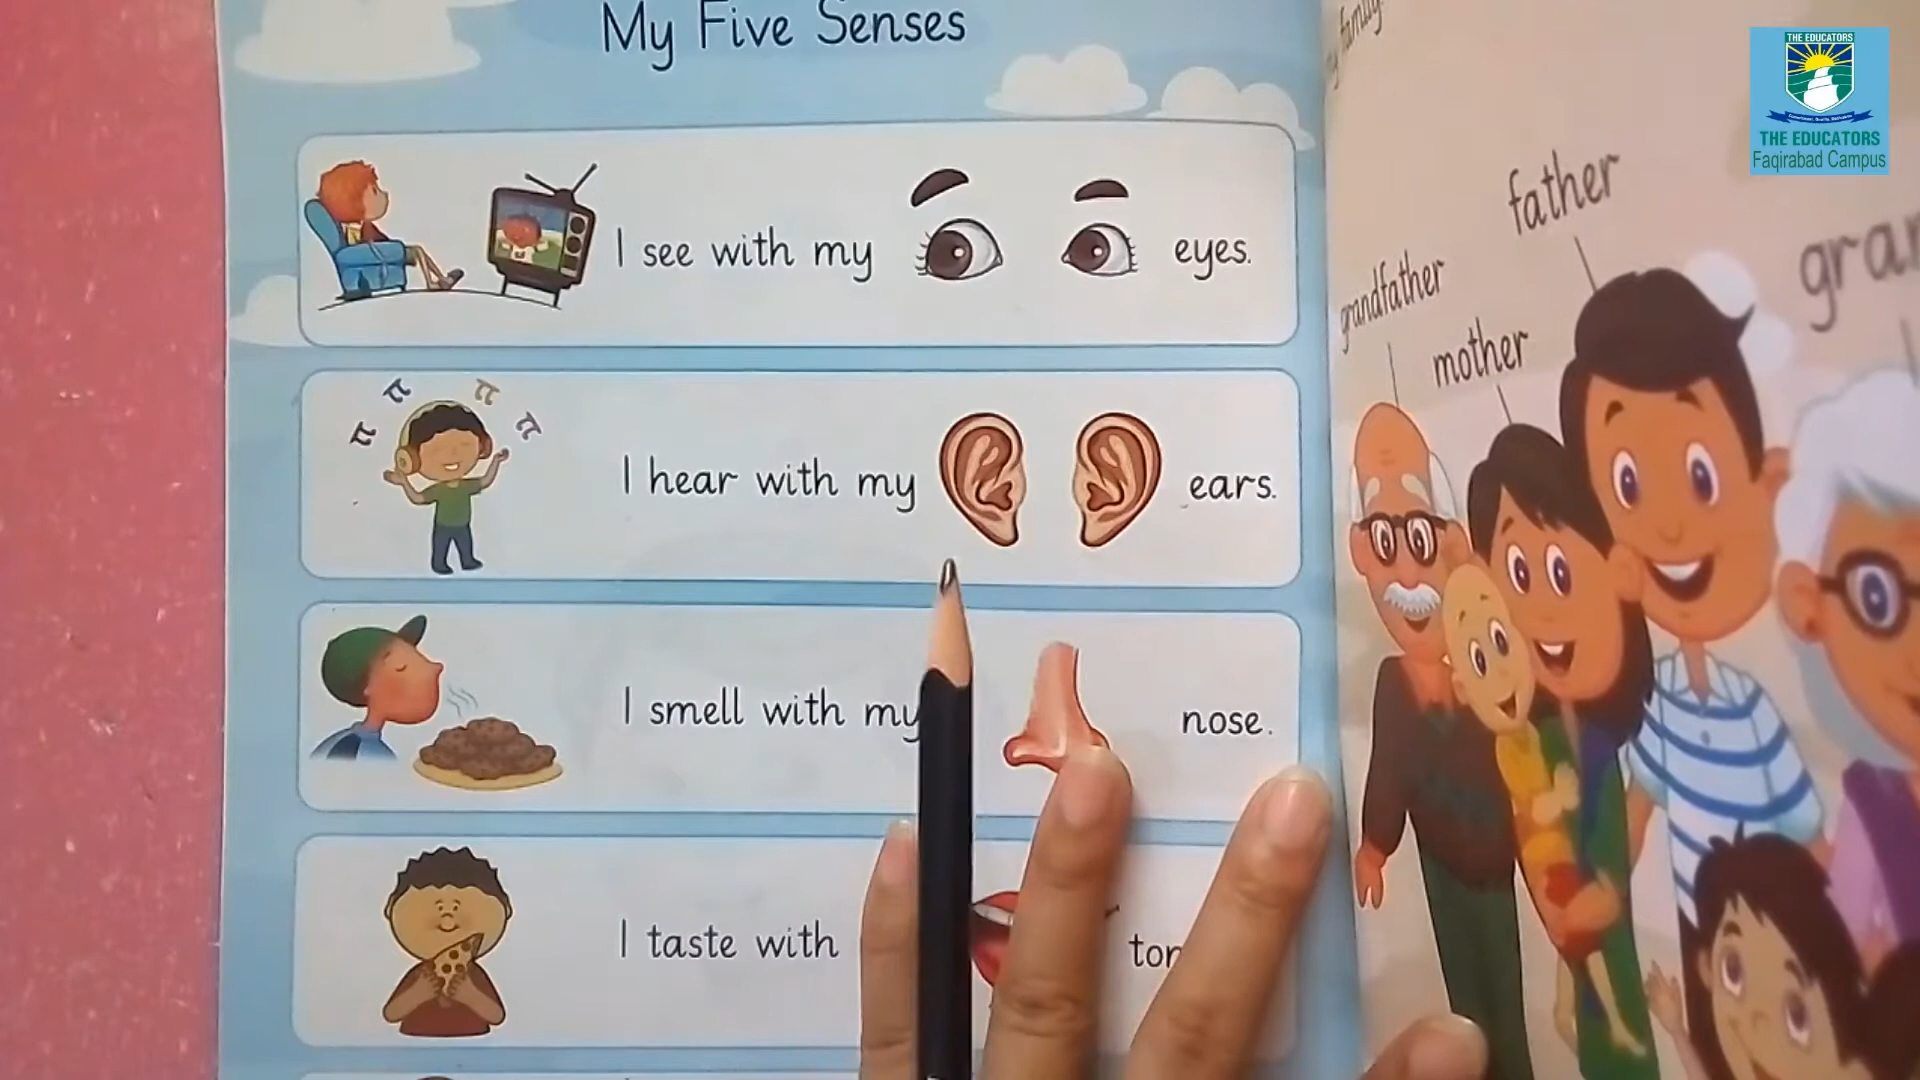 My Five Senses
I see with my eyes.
I hear with my ears.
I smell with my nose.
I taste with
family
grandfather
mother
father
THE EDUCATORS
THE EDUCATORS
Faqirabad Campus